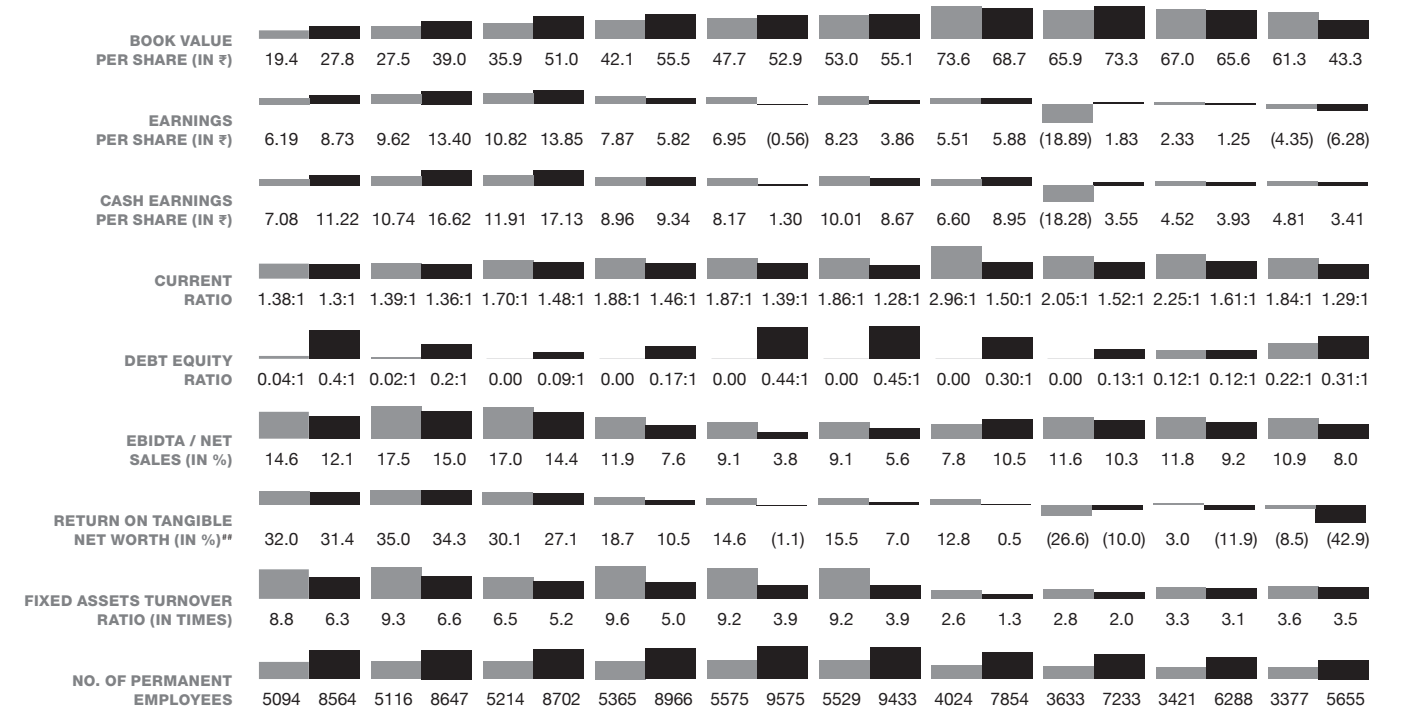 BOOK VALUE
PER SHARE (IN ₹) 19.4 27.8 27.5 39.0 35.9 51.0 42.1 55.5 47.7 52.9 53.0 55.1 73.6 68.7 65.9 73.3 67.0 65.6 61.3 43.3
EARNINGS
PER SHARE (IN ₹) 6.19 8.73 9.62 13.40 10.82 13.85 7.87 5.82 6.95 (0.56) 8.23 3.86 5.51 5.88 (18.89) 1.83 2.33 1.25 (4.35) (6.28)
CASH EARNINGS
PER SHARE (IN ₹) 7.08 11.22 10.74 16.62 11.91 17.13 8.96 9.34 8.17 1.30 10.01 8.67 6.60 8.95 (18.28) 3.55 4.52 3.93 4.81 3.41
CURRENT
RATIO 1.38:1 1.3:1 1.39:1 1.36:1 1.70:1 1.48:1 1.88:1 1.46:1 1.87:1 1.39:1 1.86:1 1.28:1 2.96:1 1.50:1 2.05:1 1.52:1 2.25:1 1.61:1 1.84:1 1.29:1
DEBT EQUITY
RATIO 0.04:1 0.4:1 0.02:1 0.2:1 0.00 0.09:1 0.00 0.17:1 0.00 0.44:1 0.00 0.45:1 0.00 0.30:1 0.00 0.13:1 0.12:1 0.12:1 0.22:1 0.31:1
EBIDTA / NET
SALES (IN %) 14.6 12.1 17.5 15.0 17.0 14.4 11.9 7.6 9.1 3.8 9.1 5.6 7.8 10.5 11.6 10.3 11.8 9.2 10.9 8.0
RETURN ON TANGIBLE
NET WORTH (IN %)## 32.0 31.4 35.0 34.3 30.1 27.1 18.7 10.5 14.6 (1.1) 15.5 7.0 12.8 0.5 (26.6) (10.0) 3.0 (11.9) (8.5) (42.9)
FIXED ASSETS TURNOVER
RATIO (IN TIMES) 8.8 6.3 9.3 6.6 6.5 5.2 9.6 5.0 9.2 3.9 9.2 3.9 2.6 1.3 2.8 2.0 3.3 3.1 3.6 3.5
NO. OF PERMANENT
EMPLOYEES 5094 8564 5116 8647 5214 8702 5365 8966 5575 9575 5529 9433 4024 7854 3633 7233 3421 6288 3377 5655